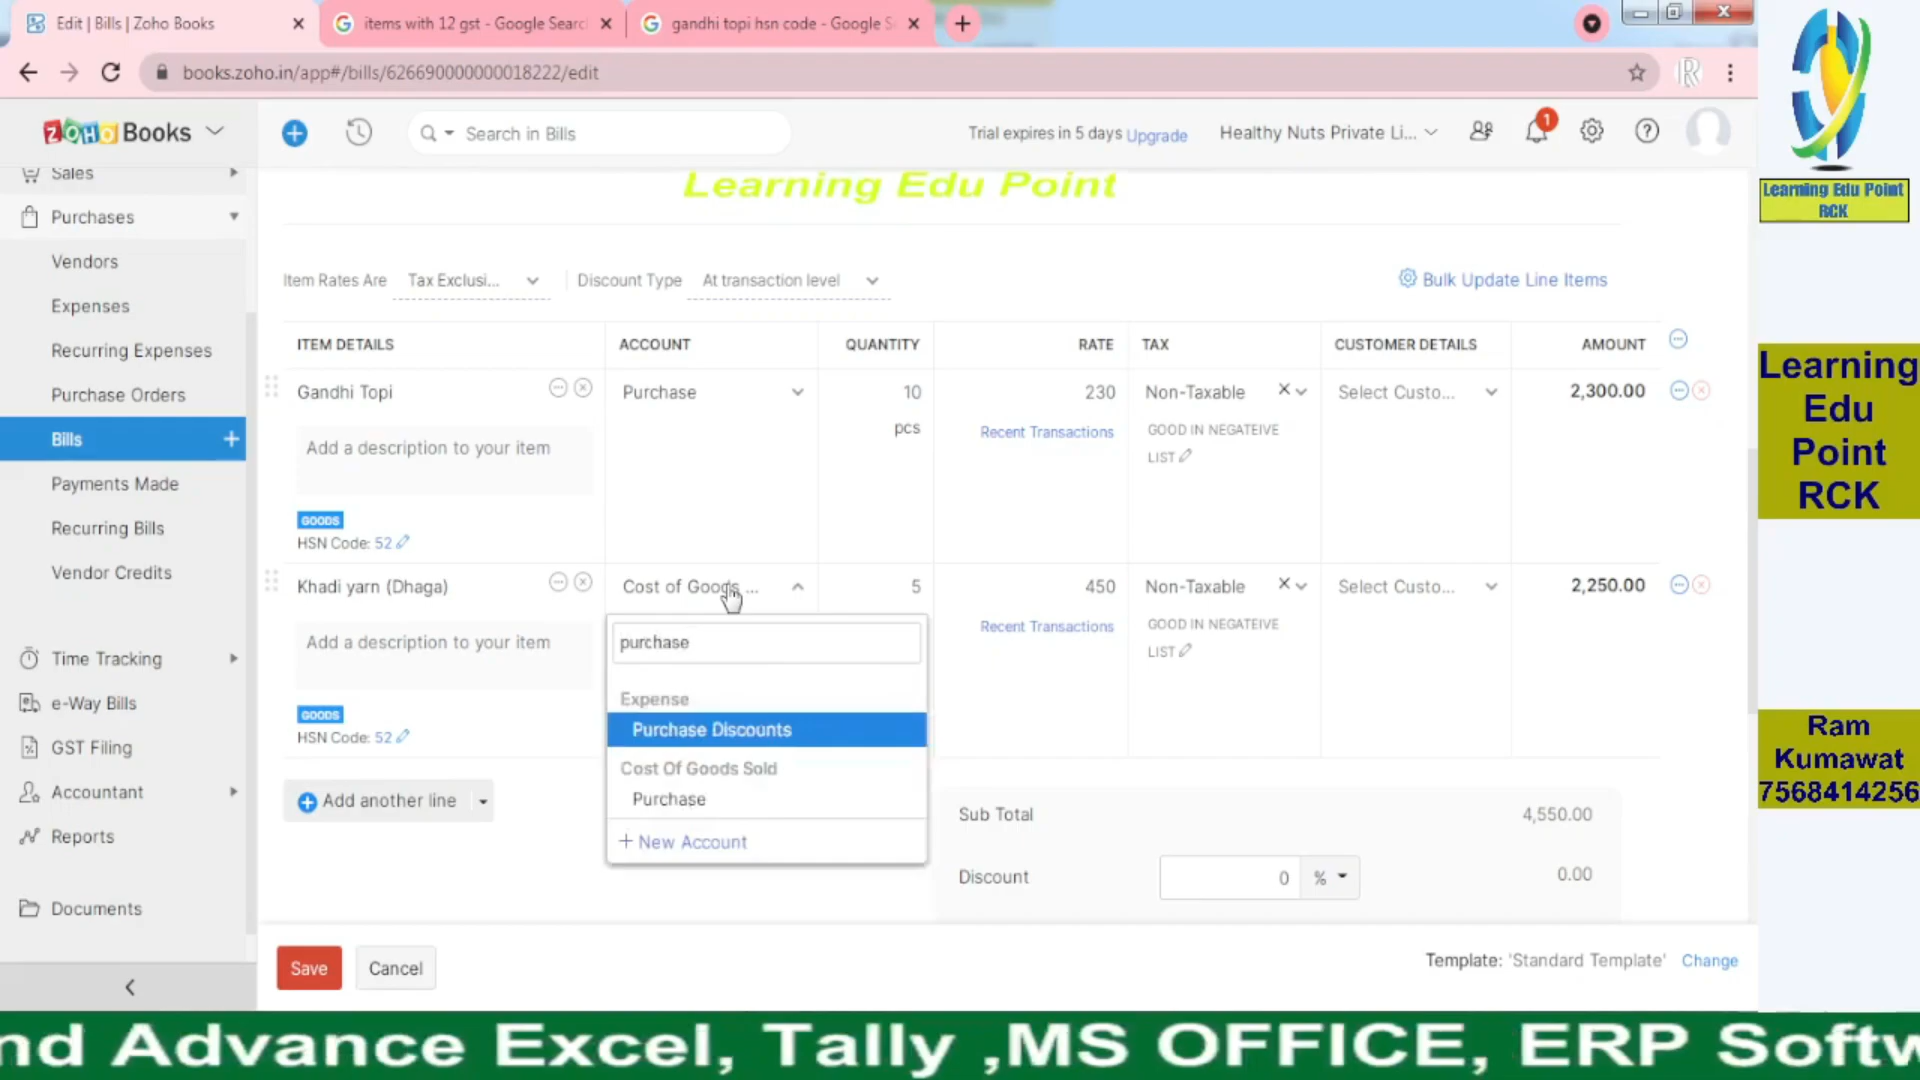 Edit | Bills | Zoho Books
items with 12 gst - Google Searc
gandhi topi hsn code - Google S
books.zoho.in/app#/bills/626690000000018222/edit
ZOHO Books
Search in Bills
Trial expires in 5 days Upgrade
Healthy Nuts Private Li...
1
Learning Edu Point
RCK
Sales
Purchases
Vendors
Expenses
Recurring Expenses
Purchase Orders
Bills
Payments Made
Recurring Bills
Vendor Credits
Time Tracking
e-Way Bills
GST Filing
Accountant
Reports
Documents
Learning Edu Point
Item Rates Are Tax Exclusi... Discount Type At transaction level
Bulk Update Line Items
ITEM DETAILS ACCOUNT QUANTITY RATE TAX CUSTOMER DETAILS AMOUNT
Gandhi Topi Purchase 10 230 Non-Taxable Select Custo... 2,300.00
pcs Recent Transactions GOOD IN NEGATEIVE
LIST
Add a description to your item
GOODS
HSN Code: 52
Khadi yarn (Dhaga) Cost of Goods ... 5 450 Non-Taxable Select Custo... 2,250.00
Recent Transactions GOOD IN NEGATEIVE
LIST
Add a description to your item
GOODS
HSN Code: 52
purchase
Expense
Purchase Discounts
Cost Of Goods Sold
Purchase
+ New Account
Add another line
Sub Total 4,550.00
Discount 0 % 0.00
Save
Cancel
Template: 'Standard Template' Change
Learning
Edu
Point
RCK
Ram
Kumawat
7568414256
nd Advance Excel, Tally ,MS OFFICE, ERP Softw